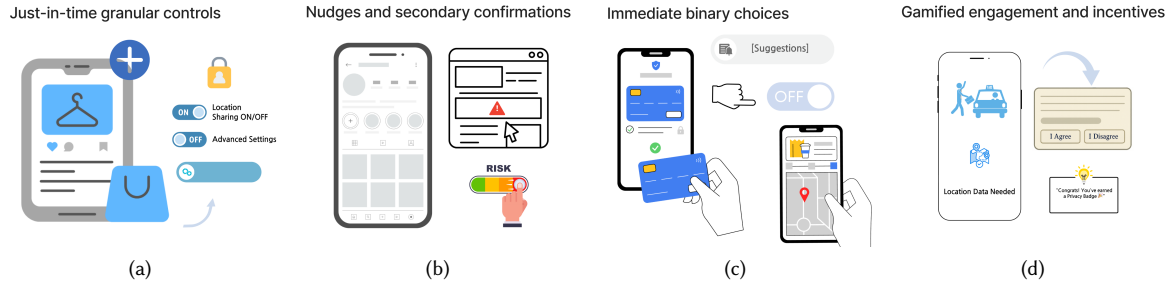 Just-in-time granular controls
Nudges and secondary confirmations
Immediate binary choices
Gamified engagement and incentives
ON
Location
Sharing ON/OFF
OFF
Advanced Settings
RISK
[Suggestions]
OFF
Location Data Needed
I Agree
I Disagree
"Congrats! You've earned
a Privacy Badge 🎉"
(a)
(b)
(c)
(d)